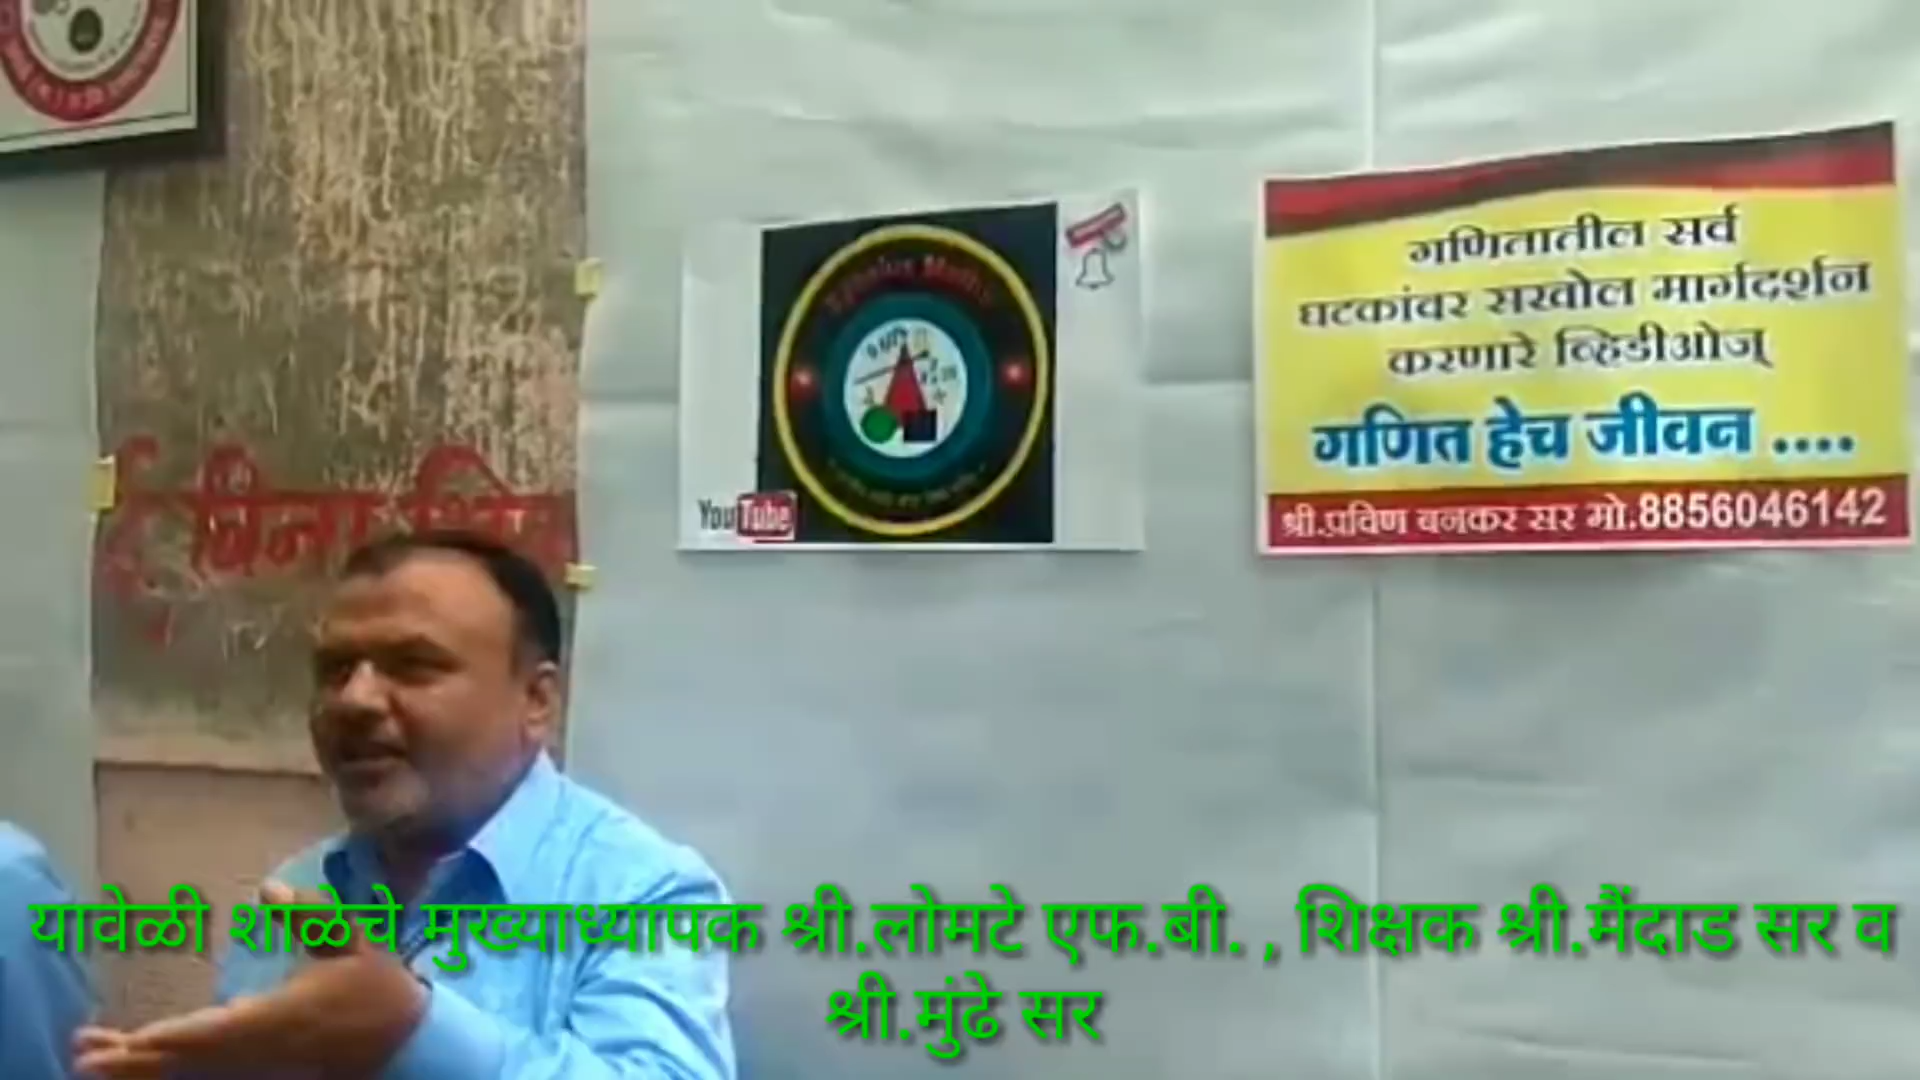 गणितातील सर्व
घटकांवर सखोल मार्गदर्शन
करणारे व्हिडीओज्
गणित हेच जीवन ....
श्री.प्रविण बनकर सर मो.8856046142
YouTube
यावेळी शाळेचे मुख्याध्यापक श्री.लोमटे एफ.बी. , शिक्षक श्री.मैंदाड सर व
श्री.मुंढे सर